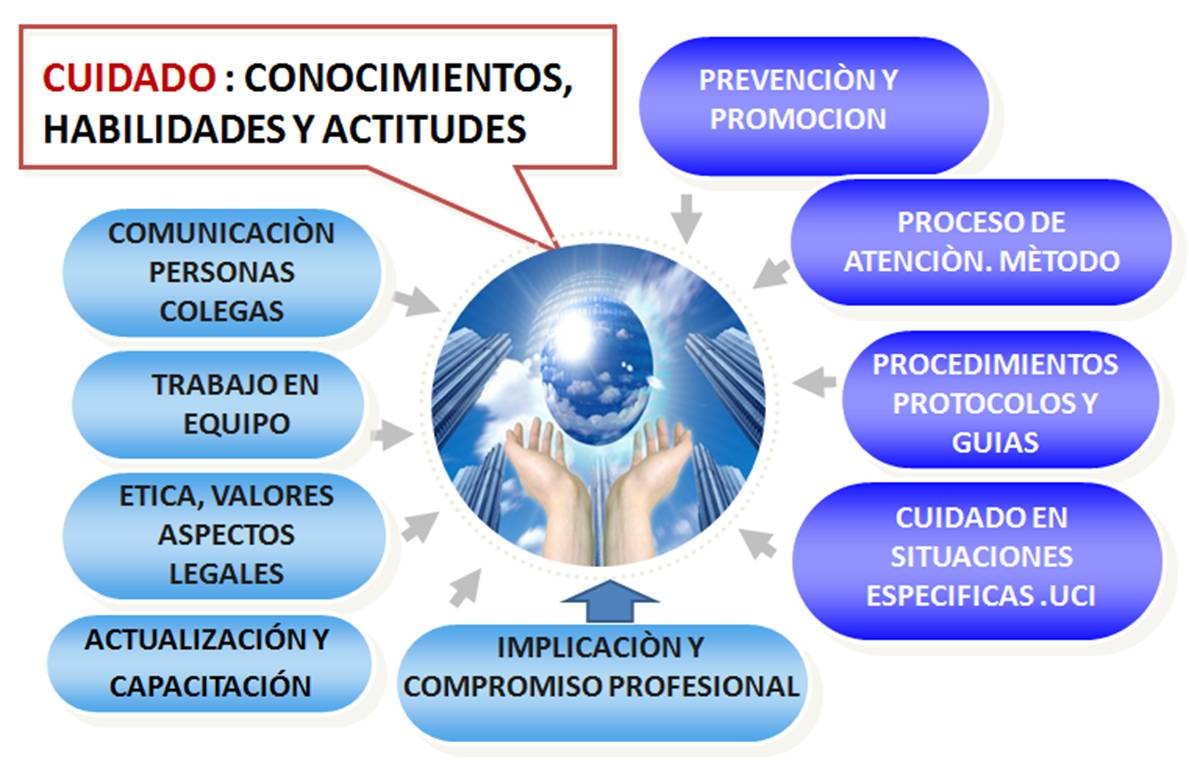 CUIDADO : CONOCIMIENTOS,
HABILIDADES Y ACTITUDES
PREVENCIÒN Y
PROMOCION
PROCESO DE
ATENCIÒN. MÈTODO
PROCEDIMIENTOS
PROTOCOLOS Y
GUIAS
CUIDADO EN
SITUACIONES
ESPECIFICAS .UCI
COMUNICACIÒN
PERSONAS
COLEGAS
TRABAJO EN
EQUIPO
ETICA, VALORES
ASPECTOS
LEGALES
ACTUALIZACIÓN Y
CAPACITACIÓN
IMPLICACIÒN Y
COMPROMISO PROFESIONAL